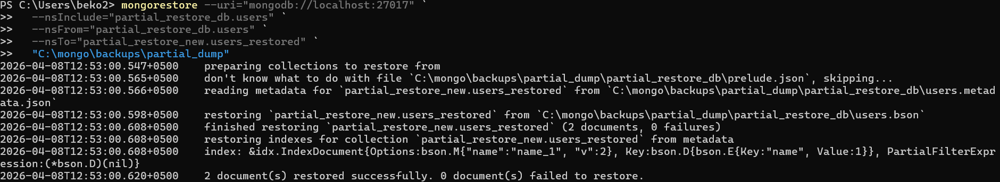 PS C:\Users\beko2> mongorestore --uri="mongodb://localhost:27017" `
>>   --nsInclude="partial_restore_db.users" `
>>   --nsFrom="partial_restore_db.users" `
>>   --nsTo="partial_restore_new.users_restored" `
>>   "C:\mongo\backups\partial_dump"
2026-04-08T12:53:00.547+0500    preparing collections to restore from
2026-04-08T12:53:00.565+0500    don't know what to do with file `C:\mongo\backups\partial_dump\partial_restore_db\prelude.json`, skipping...
2026-04-08T12:53:00.566+0500    reading metadata for `partial_restore_new.users_restored` from `C:\mongo\backups\partial_dump\partial_restore_db\users.metad
ata.json`
2026-04-08T12:53:00.598+0500    restoring `partial_restore_new.users_restored` from `C:\mongo\backups\partial_dump\partial_restore_db\users.bson`
2026-04-08T12:53:00.608+0500    finished restoring `partial_restore_new.users_restored` (2 documents, 0 failures)
2026-04-08T12:53:00.608+0500    restoring indexes for collection `partial_restore_new.users_restored` from metadata
2026-04-08T12:53:00.608+0500    index: &idx.IndexDocument{Options:bson.M{"name":"name_1", "v":2}, Key:bson.D{bson.E{Key:"name", Value:1}}, PartialFilterExpr
ession:(*bson.D)(nil)}
2026-04-08T12:53:00.620+0500    2 document(s) restored successfully. 0 document(s) failed to restore.